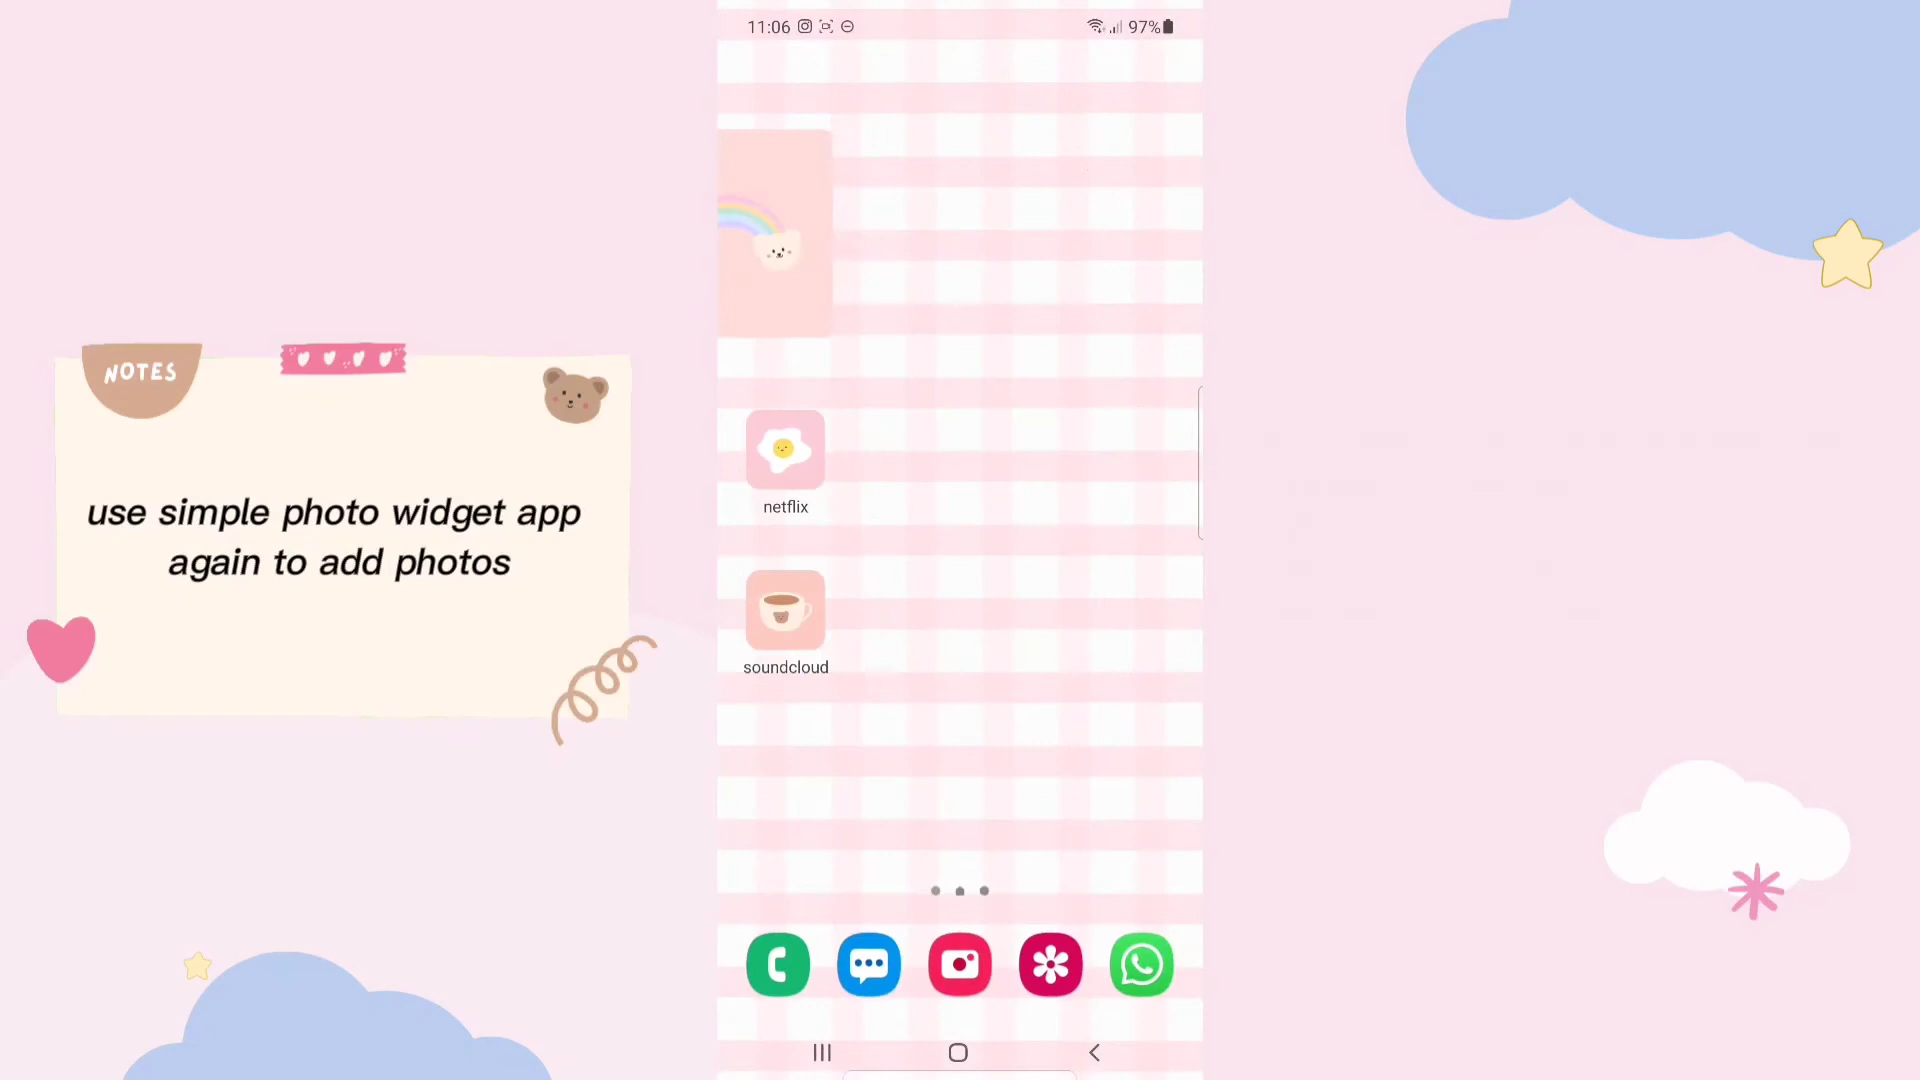 11:06
97%
NOTES
use simple photo widget app
again to add photos
netflix
soundcloud